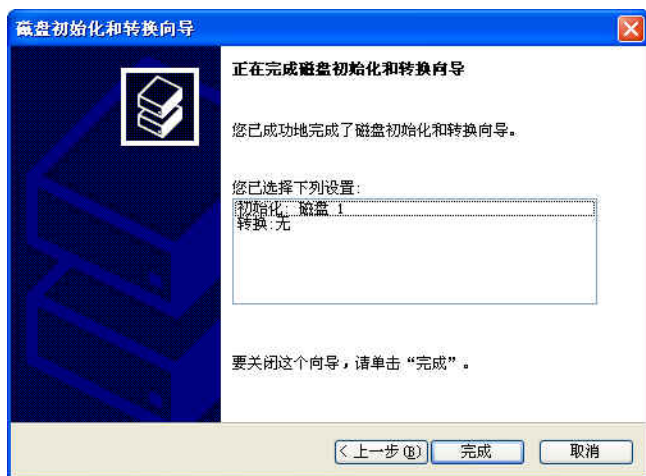 磁盘初始化和转换向导
正在完成磁盘初始化和转换向导
您已成功地完成了磁盘初始化和转换向导。
您已选择下列设置:
初始化: 磁盘 1
转换:无
要关闭这个向导,请单击“完成”。
<上一步(B) 完成 取消